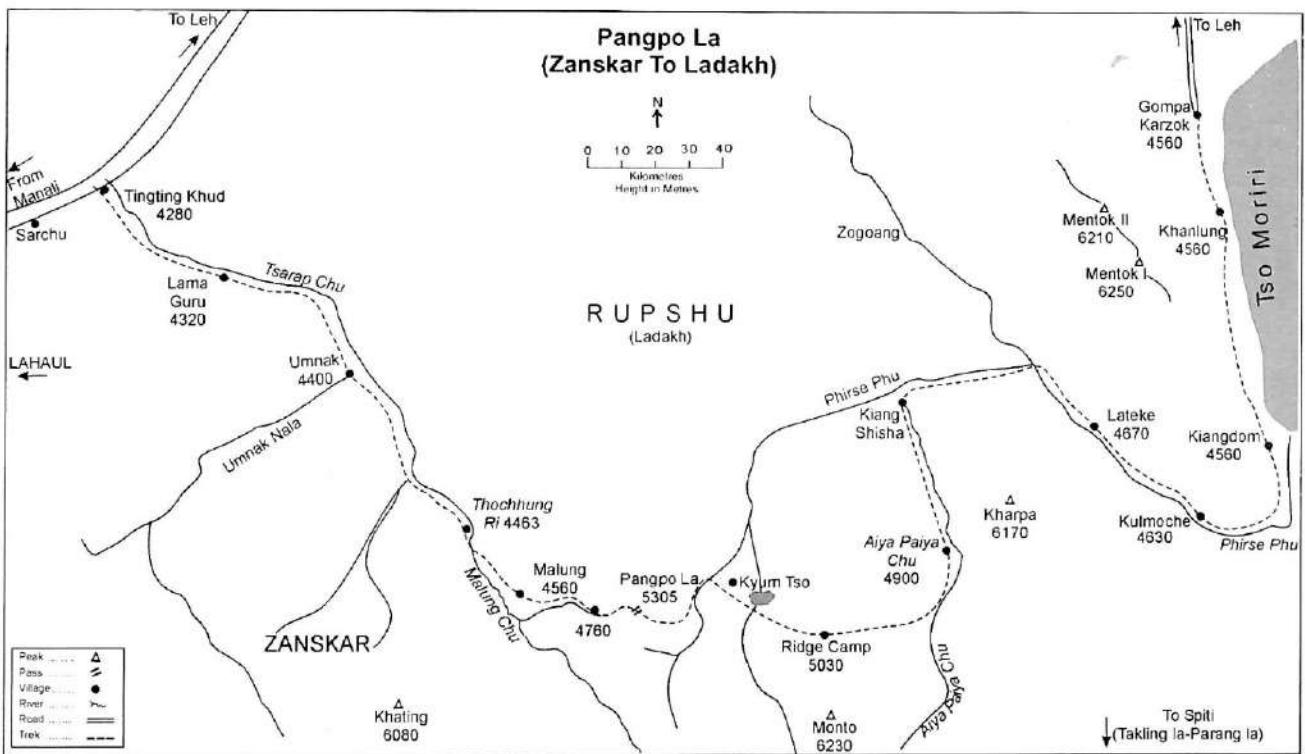 To Leh
Pangpo La
(Zanskar To Ladakh)
N
0 10 20 30 40
Kilometres
Height in Metres
To Leh
Gompa
Karzok
4560
From
Manali
Tingting Khud
4280
Sarchu
Lama
Guru
4320
Tsarap Chu
Zogoang
Mentok II
6210
Mentok I
6250
Khanlung
4560
Tso Moriri
RUPSHU
(Ladakh)
LAHAUL
Umnak
4400
Umnak Nala
Phirse Phu
Kiang
Shisha
Lateke
4670
Kiangdom
4560
Thochhung
Ri 4463
Kharpa
6170
Kulmoche
4630
Phirse Phu
Malung
4560
Malung Chu
4760
Pangpo La
5305
Kyum Tso
Aiya Paiya
Chu
4900
ZANSKAR
Ridge Camp
5030
Aiya Paiya Chu
Khating
6080
Monto
6230
To Spiti
(Takling la-Parang la)
Peak ......
Pass ......
Village ......
River ......
Road ......
Trek ......